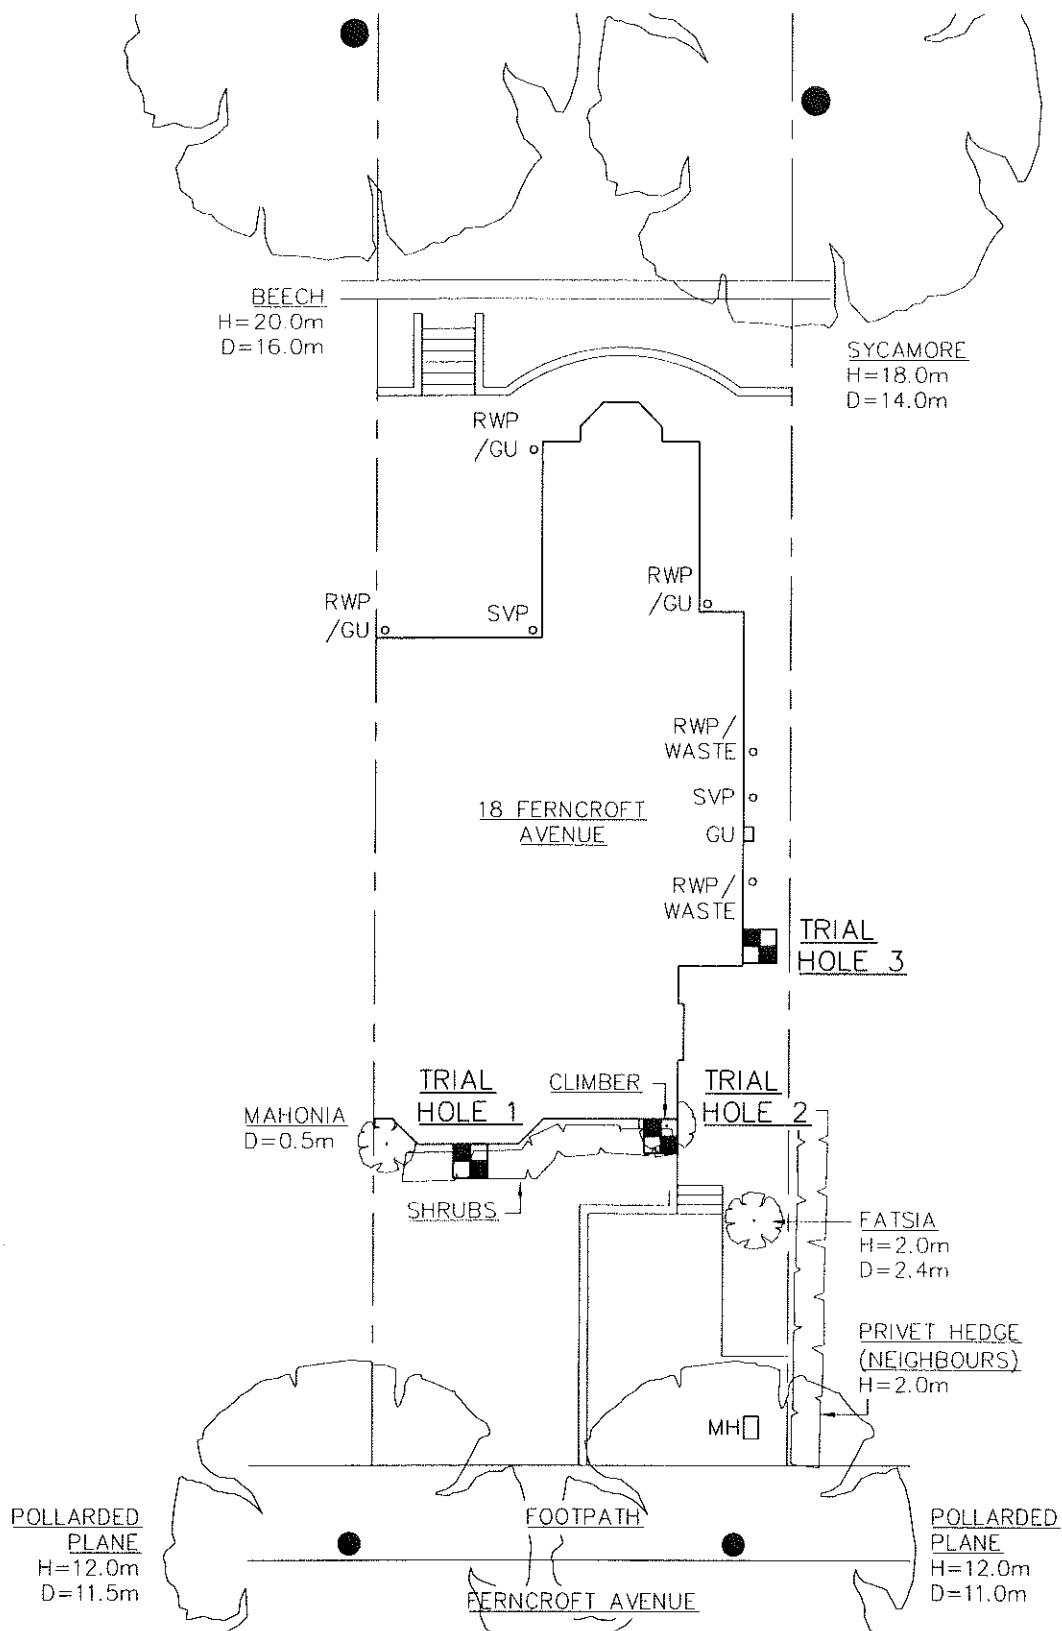 BEECH
H=20.0m
D=16.0m
SYCAMORE
H=18.0m
D=14.0m
RWP
/GU
RWP
/GU
SVP
RWP
/GU
RWP/
WASTE
SVP
GU
RWP/
WASTE
18 FERNCROFT
AVENUE
TRIAL
HOLE 3
TRIAL
HOLE 1
CLIMBER
TRIAL
HOLE 2
MAHONIA
D=0.5m
SHRUBS
FATSIA
H=2.0m
D=2.4m
PRIVET HEDGE
(NEIGHBOURS)
H=2.0m
MH
POLLARDED
PLANE
H=12.0m
D=11.5m
FOOTPATH
FERNCROFT AVENUE
POLLARDED
PLANE
H=12.0m
D=11.0m